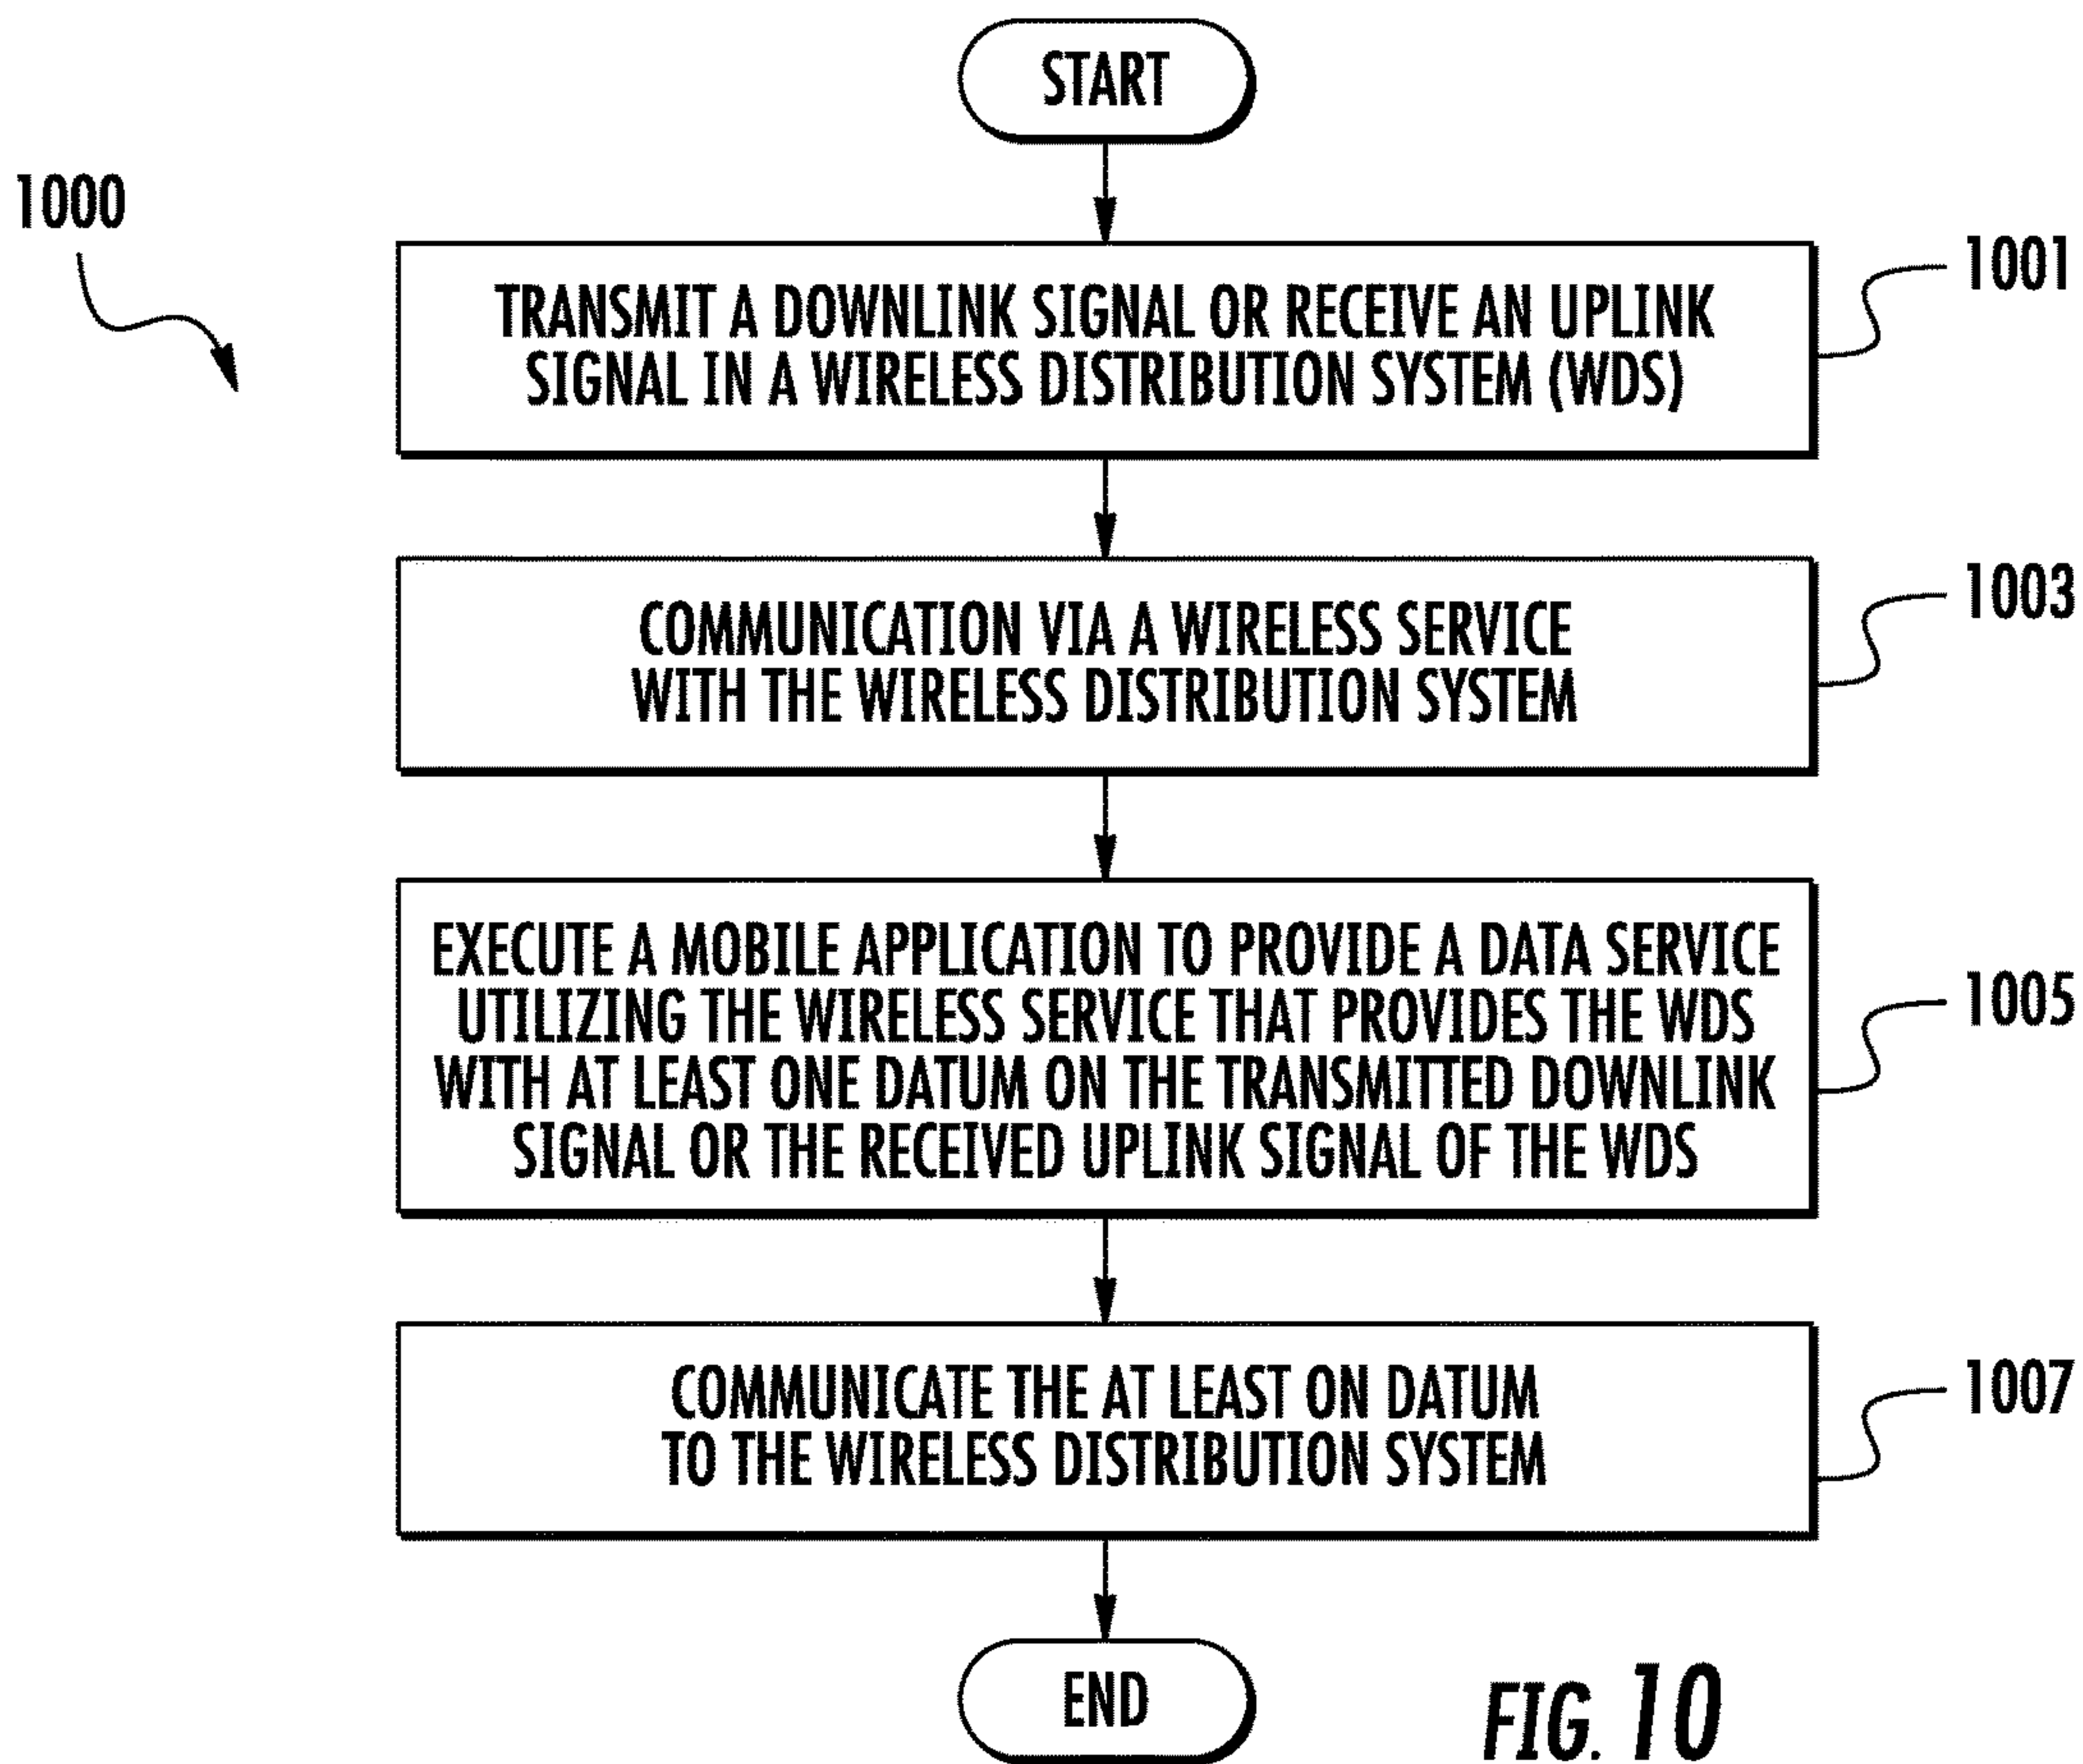 START
1000
TRANSMIT A DOWNLINK SIGNAL OR RECEIVE AN UPLINK
SIGNAL IN A WIRELESS DISTRIBUTION SYSTEM (WDS)
1001
COMMUNICATION VIA A WIRELESS SERVICE
WITH THE WIRELESS DISTRIBUTION SYSTEM
1003
EXECUTE A MOBILE APPLICATION TO PROVIDE A DATA SERVICE
UTILIZING THE WIRELESS SERVICE THAT PROVIDES THE WDS
WITH AT LEAST ONE DATUM ON THE TRANSMITTED DOWNLINK
SIGNAL OR THE RECEIVED UPLINK SIGNAL OF THE WDS
1005
COMMUNICATE THE AT LEAST ON DATUM
TO THE WIRELESS DISTRIBUTION SYSTEM
1007
END
FIG. 10